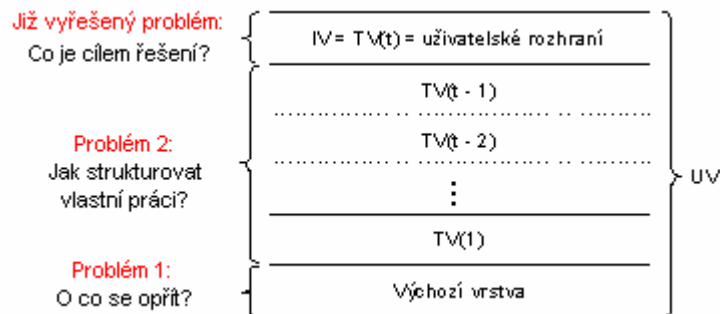 Již vyřešený problém:
Co je cílem řešení?
IV = TV(t) = uživatelské rozhraní
TV(t - 1)
TV(t - 2)
Problém 2:
Jak strukturovat
vlastní práci?
⋮
TV(1)
UV
Problém 1:
O co se opřít?
Výchozí vrstva